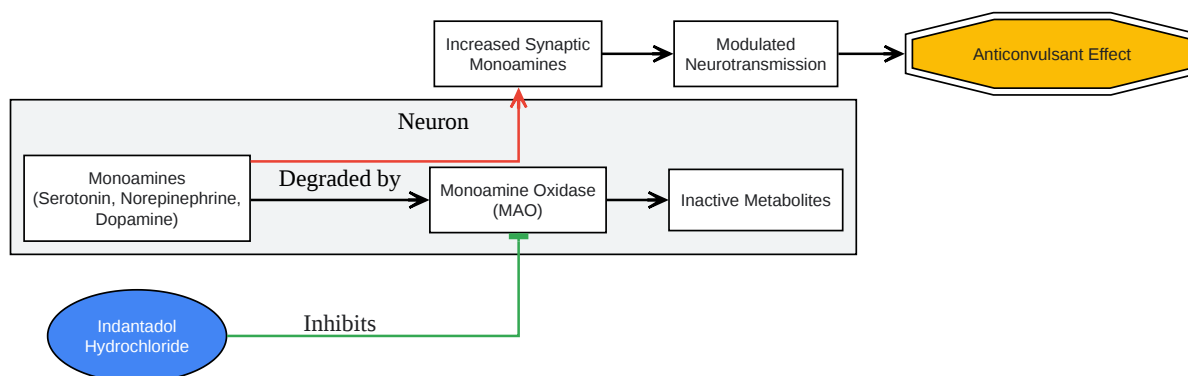 Increased Synaptic
Monoamines
Modulated
Neurotransmission
Anticonvulsant Effect
Neuron
Monoamines
(Serotonin, Norepinephrine,
Dopamine)
Degraded by
Monoamine Oxidase
(MAO)
Inactive Metabolites
Indantadol
Hydrochloride
Inhibits